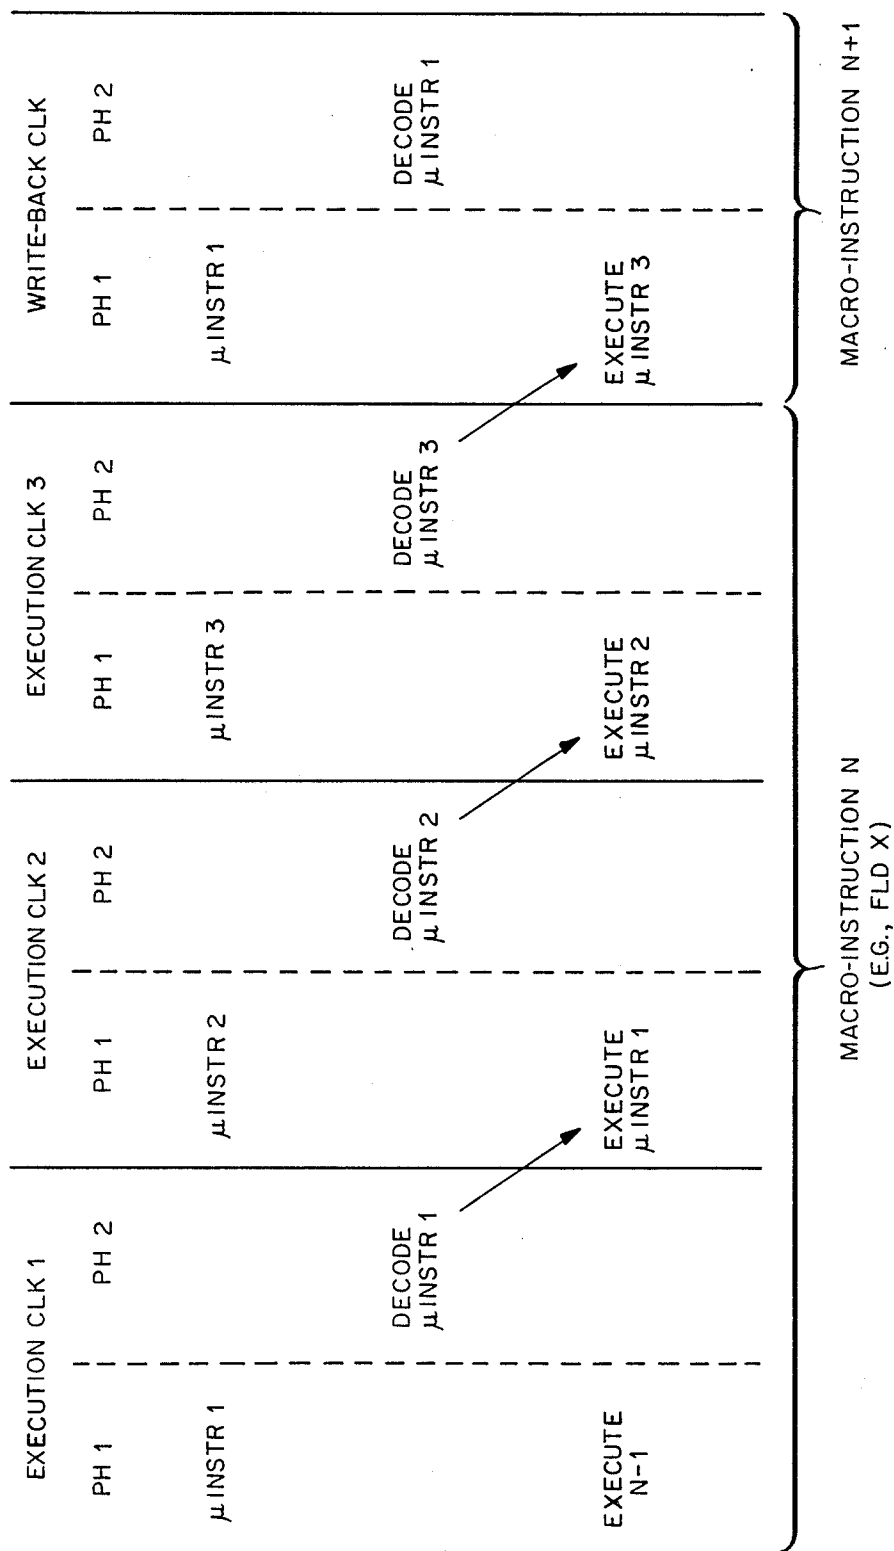 EXECUTION CLK 1
EXECUTION CLK 2
EXECUTION CLK 3
WRITE-BACK CLK
PH 1
PH 2
PH 1
PH 2
PH 1
PH 2
PH 1
PH 2
μINSTR 1
μINSTR 2
μINSTR 3
μINSTR 1
DECODE
μINSTR 1
DECODE
μINSTR 2
DECODE
μINSTR 3
DECODE
μINSTR 1
EXECUTE
N-1
EXECUTE
μINSTR 1
EXECUTE
μINSTR 2
EXECUTE
μINSTR 3
MACRO-INSTRUCTION N
(E.G., FLD X)
MACRO-INSTRUCTION N+1